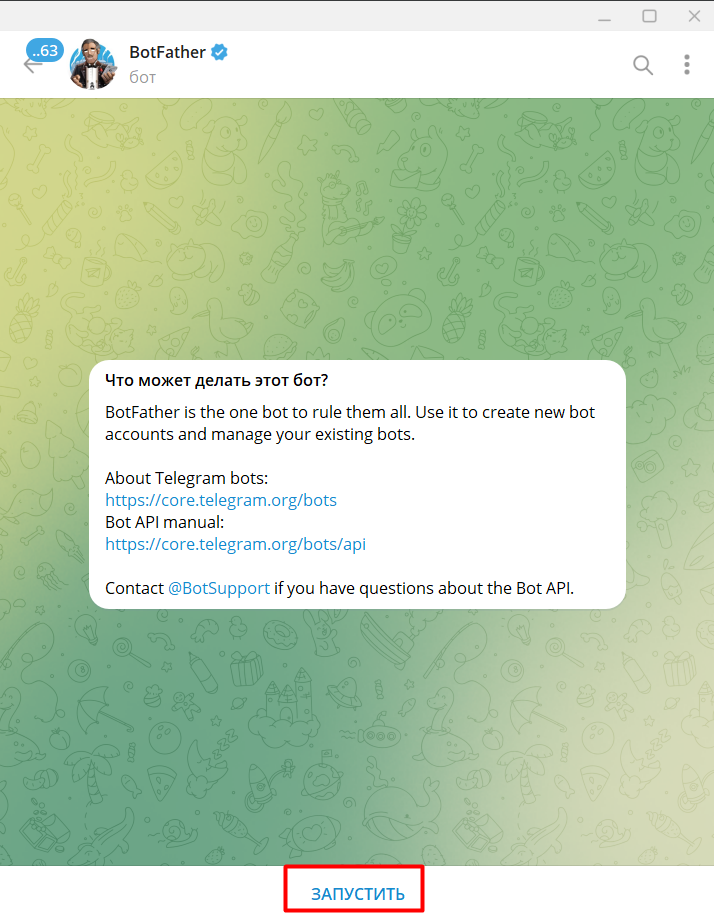 ..63
BotFather
бот
Что может делать этот бот?
BotFather is the one bot to rule them all. Use it to create new bot
accounts and manage your existing bots.
About Telegram bots:
https://core.telegram.org/bots
Bot API manual:
https://core.telegram.org/bots/api
Contact @BotSupport if you have questions about the Bot API.
ЗАПУСТИТЬ